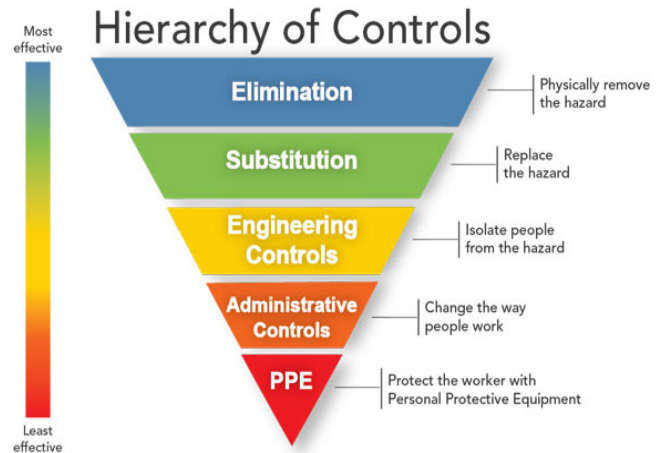 Hierarchy of Controls
Most
effective
Elimination
Physically remove
the hazard
Substitution
Replace
the hazard
Engineering
Controls
Isolate people
from the hazard
Administrative
Controls
Change the way
people work
PPE
Protect the worker with
Personal Protective Equipment
Least
effective